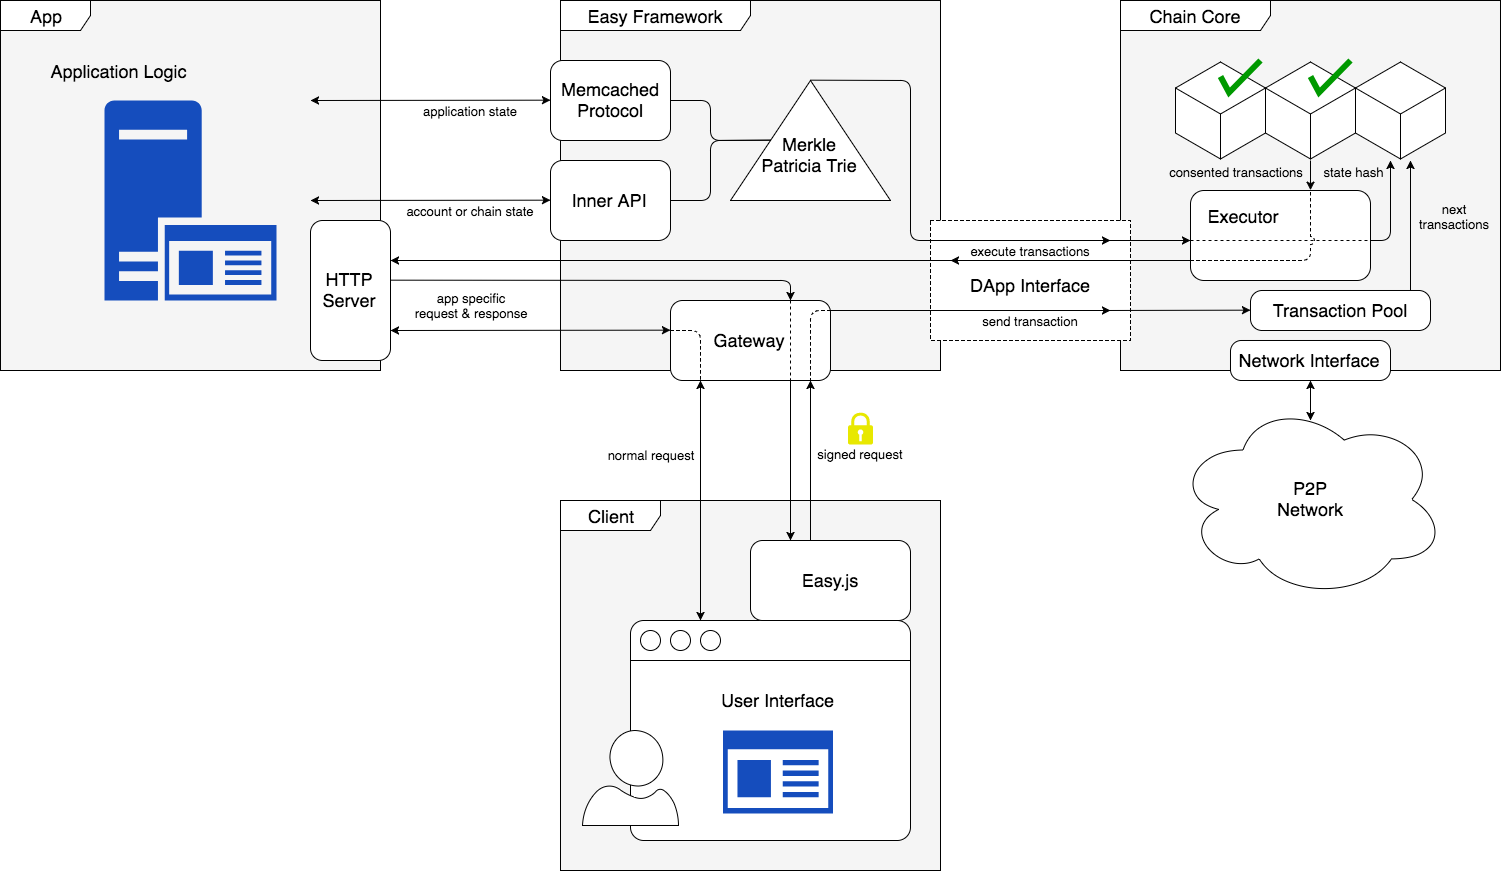 App
Easy Framework
Chain Core
Application Logic
Memcached
Protocol
application state
Merkle
Patricia Trie
Inner API
account or chain state
consented transactions
state hash
Executor
next
transactions
execute transactions
HTTP
Server
app specific
request & response
DApp Interface
Gateway
send transaction
Transaction Pool
Network Interface
normal request
signed request
P2P
Network
Client
Easy.js
User Interface